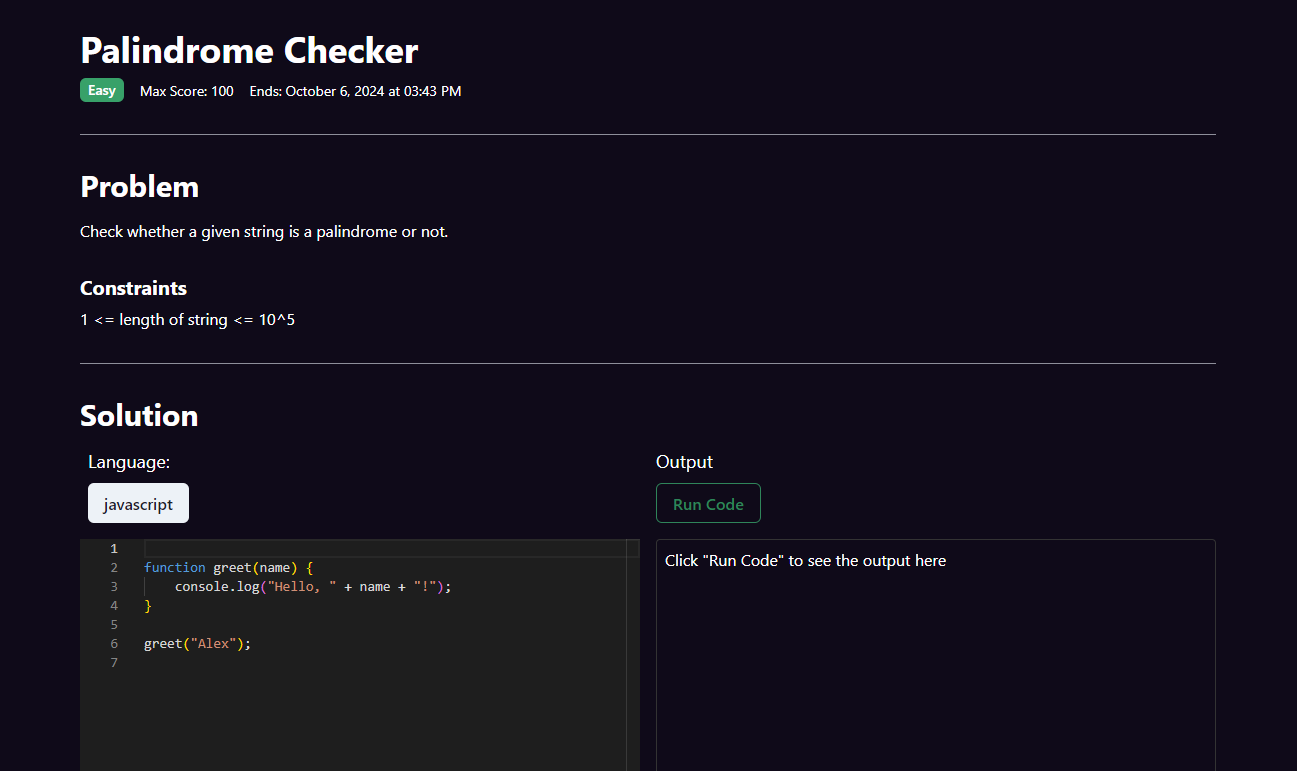 Palindrome Checker
Easy Max Score: 100 Ends: October 6, 2024 at 03:43 PM
Problem
Check whether a given string is a palindrome or not.
Constraints
1 <= length of string <= 10^5
Solution
Language:
javascript
1
2 function greet(name) {
3     console.log("Hello, " + name + "!");
4 }
5
6 greet("Alex");
7
Output
Run Code
Click "Run Code" to see the output here